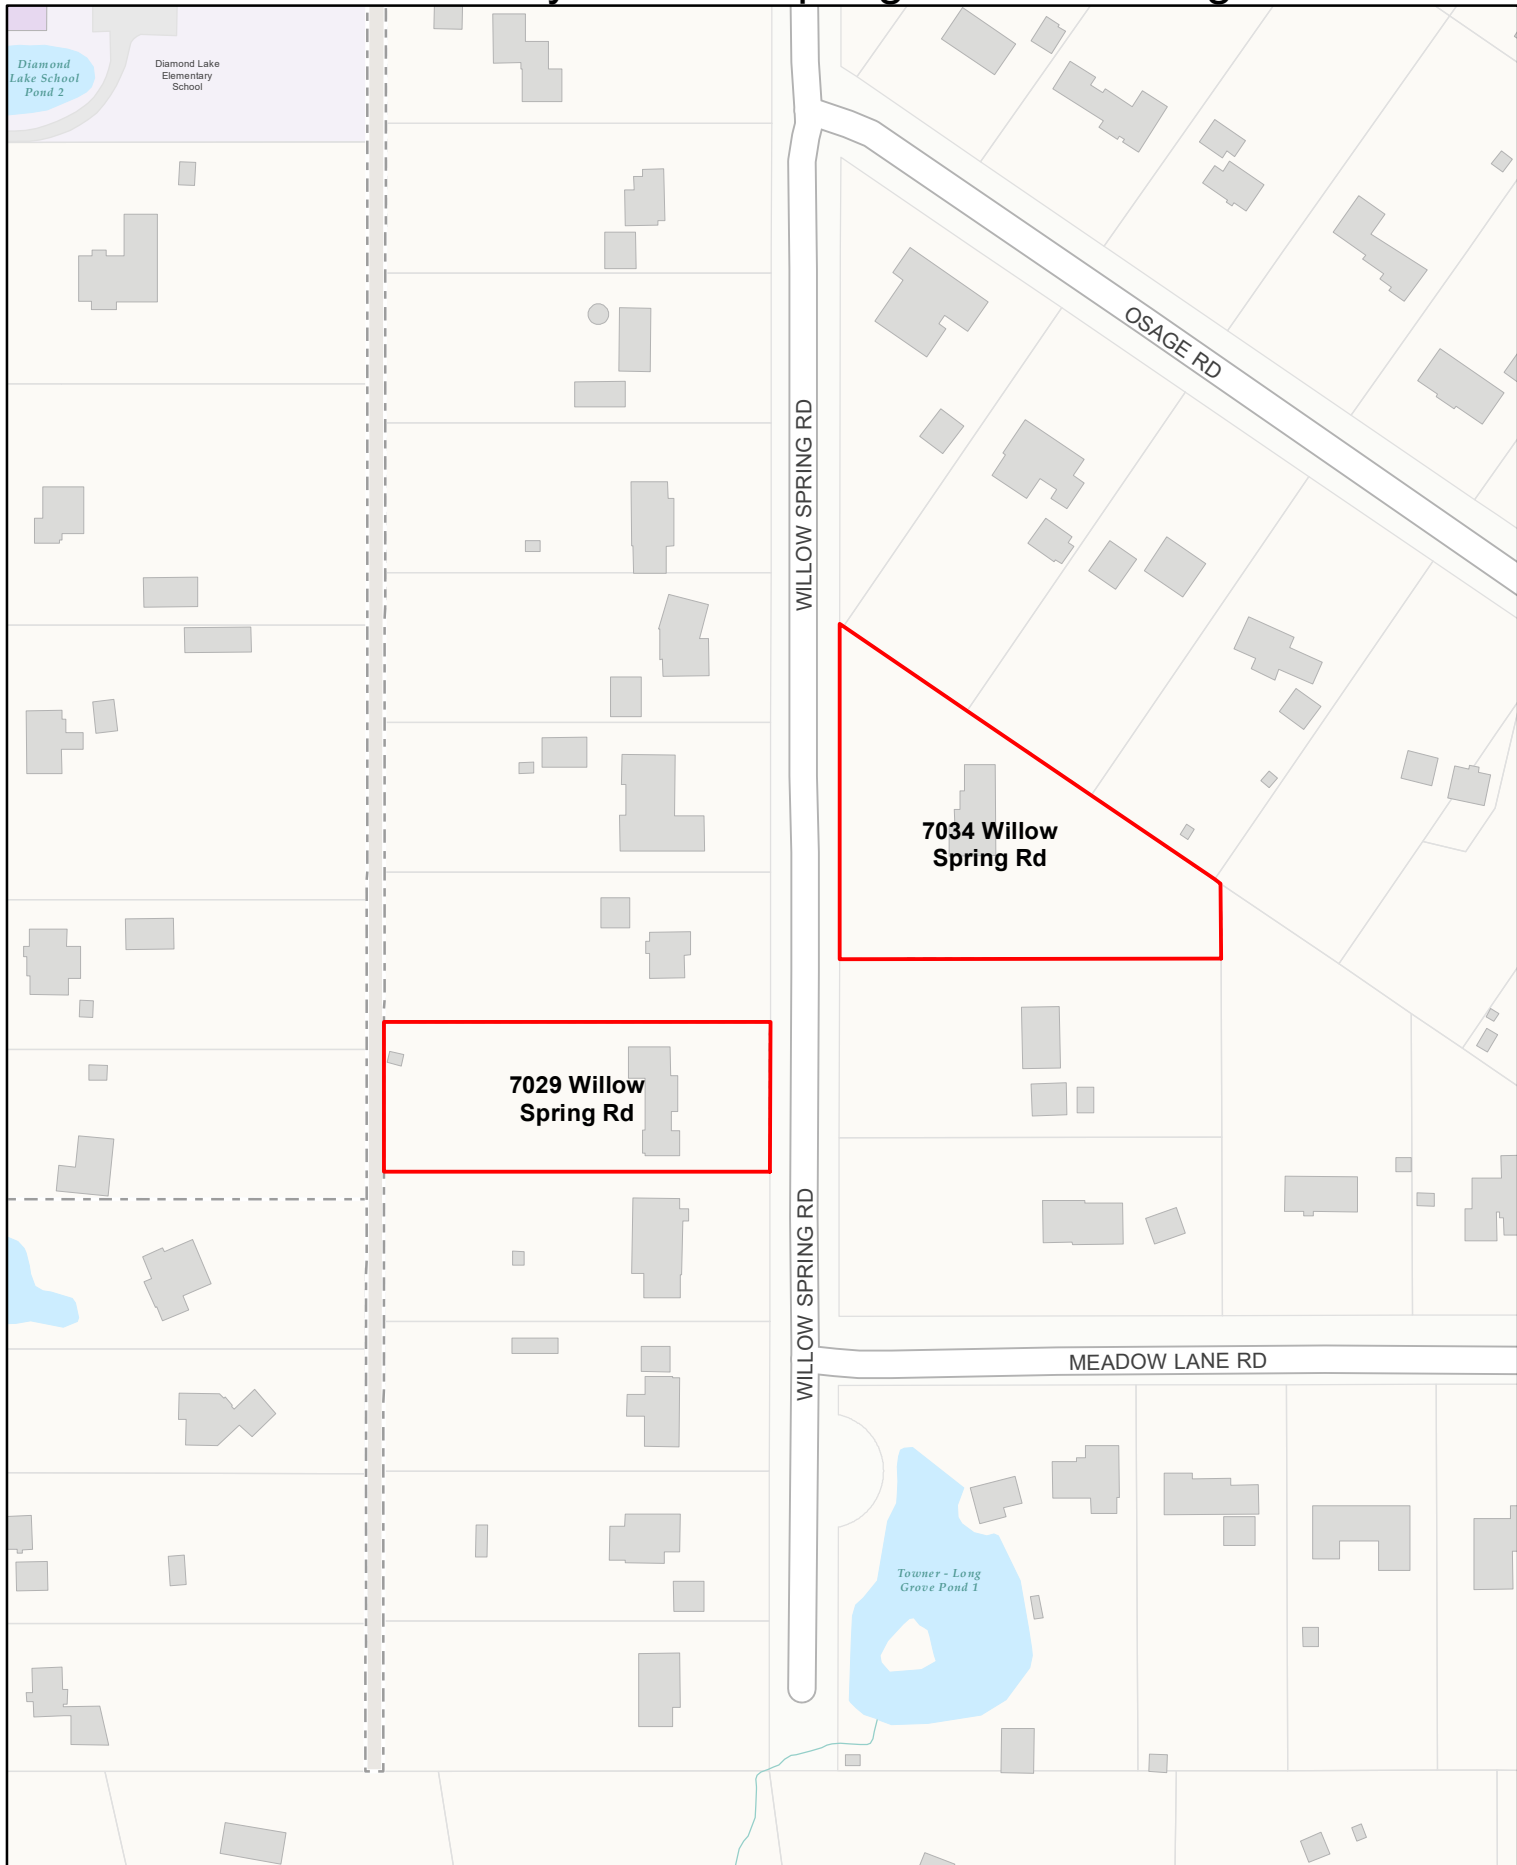 Diamond
Lake School
Pond 2
Diamond Lake
Elementary
School
OSAGE RD
WILLOW SPRING RD
7034 Willow
Spring Rd
7029 Willow
Spring Rd
WILLOW SPRING RD
MEADOW LANE RD
Towner - Long
Grove Pond 1